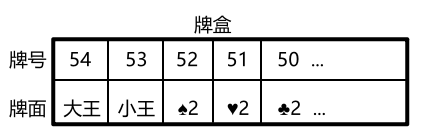 牌盒
牌号 54 53 52 51 50 ...
牌面 大王 小王 ♠2 ♥2 ♣2 ...